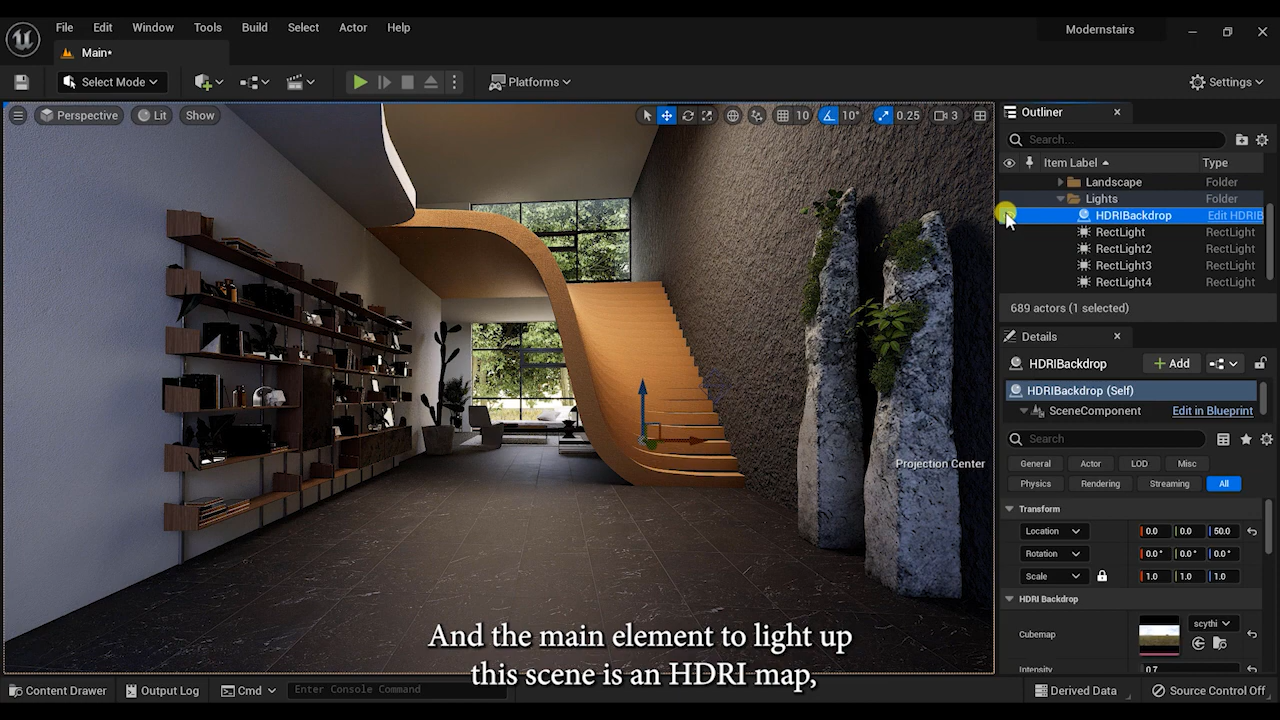 File Edit Window Tools Build Select Actor Help
Modernstairs
Main*
Select Mode
Platforms
Settings
Perspective Lit Show
10 10° 0.25 3
Outliner
Search...
Item Label Type
Landscape Folder
Lights Folder
HDRIBackdrop Edit HDRIB
RectLight RectLight
RectLight2 RectLight
RectLight3 RectLight
RectLight4 RectLight
689 actors (1 selected)
Details
HDRIBackdrop Add
HDRIBackdrop (Self)
SceneComponent Edit in Blueprint
Search
Projection Center
General Actor LOD Misc
Physics Rendering Streaming All
Transform
Location 0.0 0.0 50.0
Rotation 0.0° 0.0° 0.0°
Scale 1.0 1.0 1.0
HDRI Backdrop
Cubemap scythi
Intensity 0.7
And the main element to light up
this scene is an HDRI map,
Content Drawer Output Log Cmd Enter Console Command Derived Data Source Control Off